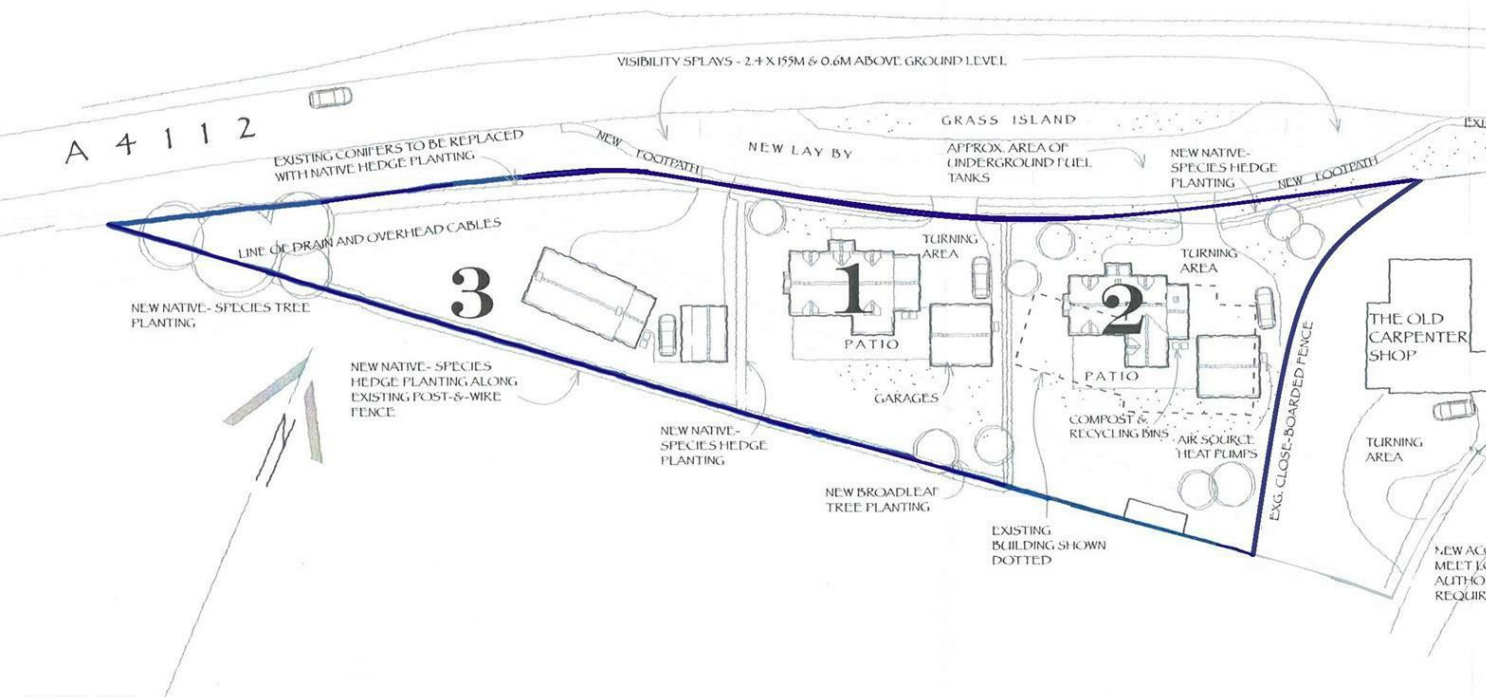 VISIBILITY SPLAYS - 2.4 X 155M & 0.6M ABOVE GROUND LEVEL
A 4 1 1 2
EXISTING CONIFERS TO BE REPLACED
WITH NATIVE HEDGE PLANTING
NEW FOOTPATH
NEW LAY BY
GRASS ISLAND
APPROX. AREA OF
UNDERGROUND FUEL
TANKS
NEW NATIVE-
SPECIES HEDGE
PLANTING
NEW FOOTPATH
LINE OF DRAIN AND OVERHEAD CABLES
NEW NATIVE- SPECIES TREE
PLANTING
3
1
PATIO
TURNING
AREA
2
PATIO
TURNING
AREA
THE OLD
CARPENTER
SHOP
NEW NATIVE- SPECIES
HEDGE PLANTING ALONG
EXISTING POST-&-WIRE
FENCE
GARAGES
NEW NATIVE-
SPECIES HEDGE
PLANTING
COMPOST &
RECYCLING BINS
AIR SOURCE
HEAT PUMPS
EXG. CLOSE-BOARDED FENCE
TURNING
AREA
NEW BROADLEAF
TREE PLANTING
EXISTING
BUILDING SHOWN
DOTTED
NEW
MEET